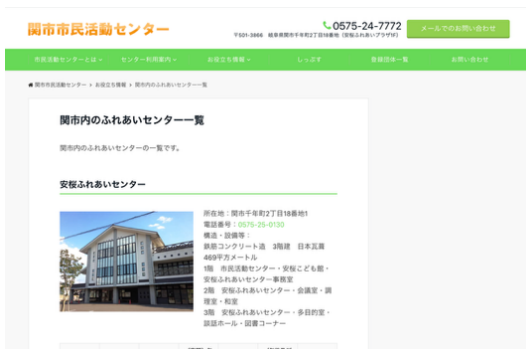 関市市民活動センター
0575-24-7772
〒501-3866 岐阜県関市千年町2丁目18番地（安桜ふれあいプラザ1F）
メールでのお問い合わせ
市民活動センターとは
センター利用案内
お役立ち情報
しっぷす
登録団体一覧
お問い合わせ
関市市民活動センター › お役立ち情報 › 関市内のふれあいセンター一覧
関市内のふれあいセンター一覧
関市内のふれあいセンターの一覧です。
安桜ふれあいセンター
所在地：関市千年町2丁目18番地1
電話番号：0575-25-0130
構造・設備等：
鉄筋コンクリート造 3階建 日本瓦葺
469平方メートル
1階 市民活動センター・安桜こども館・
安桜ふれあいセンター事務室
2階 安桜ふれあいセンター・会議室・調
理室・和室
3階 安桜ふれあいセンター・多目的室・
談話ホール・図書コーナー